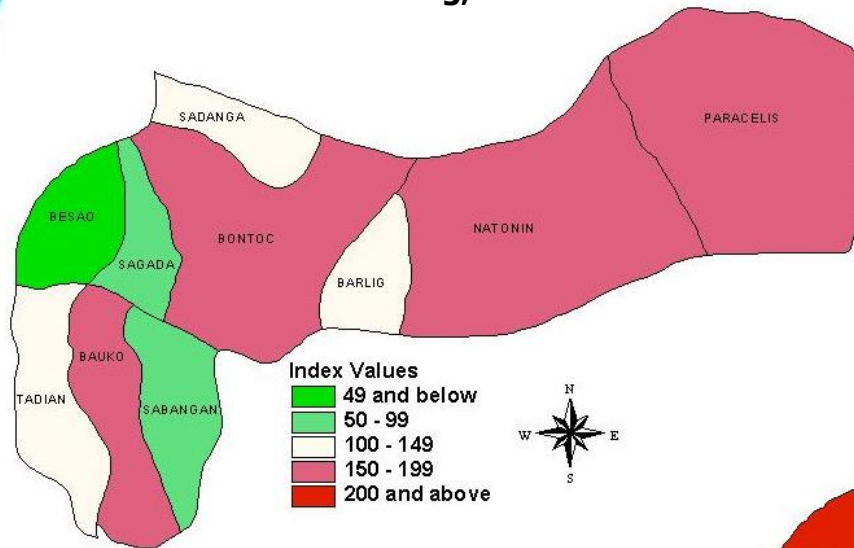 SADANGA
PARACELIS
BESAO
NATONIN
BONTOC
SAGADA
BARLIG
BAUKO
TADIAN
SABANGAN
Index Values
49 and below
50 - 99
100 - 149
150 - 199
200 and above
N
W E
S